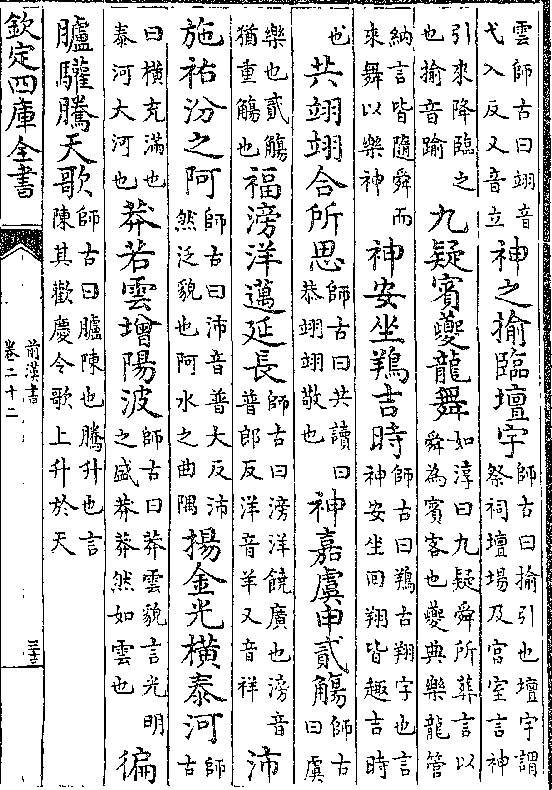 雲師古曰翊音
弋入反又音立
神之揄臨壇宇
師古曰揄引也壇字謂
祭祠壇場及宫室言神
引來降臨之
也揄音踰
九疑賓夔龍舞
如淳曰九疑舜所葬言以
舜為賓客也夔典樂龍管
納言皆隨舜而
來舞以樂神
神安坐鵕吉時
師古曰鵕古翔字也言
神安坐囘翔皆趣吉時
也
共翊翊合所思
師古曰共讀曰
恭翊翊敬也
神嘉虞申貳觴
師古
曰虞
樂也貳觴
猶重觴也
福滂洋邁延長
師古曰滂洋饒廣也滂音
普郎反洋音羊又音祥
沛
施祐汾之阿
師古曰沛音普大反沛
然泛貌也阿水之曲隅
揚金光橫泰河
師
古
曰橫充滿也
泰河大河也
莽若雲增陽波
師古曰莽雲貌言光明
之盛莽莽然如雲也
徧
臚驩騰天歌
師古曰臚陳也騰升也言
陳其歡慶令歌上升於天
欽定四庫全書
前漢書
卷二十二